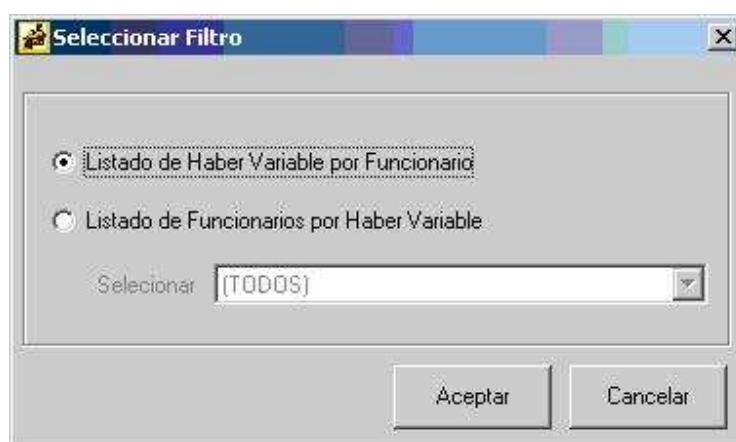 Seleccionar Filtro
Listado de Haber Variable por Funcionario
Listado de Funcionarios por Haber Variable
Selecionar (TODOS)
Aceptar Cancelar